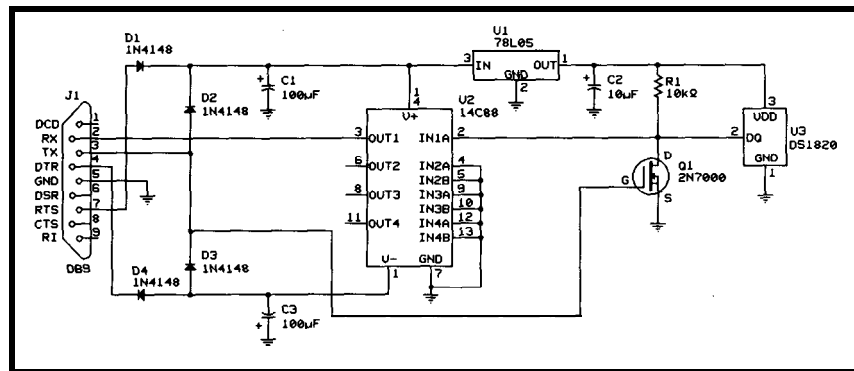 D1
1N4148
U1
78L05
3 IN OUT 1
GND
2
C1
100µF
C2
10µF
R1
10kΩ
J1
D2
1N4148
1
4
V+
U2
14C88
3
VDD
DCD 1
RX 2
TX 3
DTR 4
GND 5
DSR 6
RTS 7
CTS 8
RI 9
DB9
3 OUT1 IN1A 2
6 OUT2 IN2A 4
IN2B 5
8 OUT3 IN3A 9
IN3B 10
11 OUT4 IN4A 12
IN4B 13
V- GND
1 7
2 DQ
U3
DS1820
GND
1
D
G
S
Q1
2N7000
D3
1N4148
D4
1N4148
C3
100µF